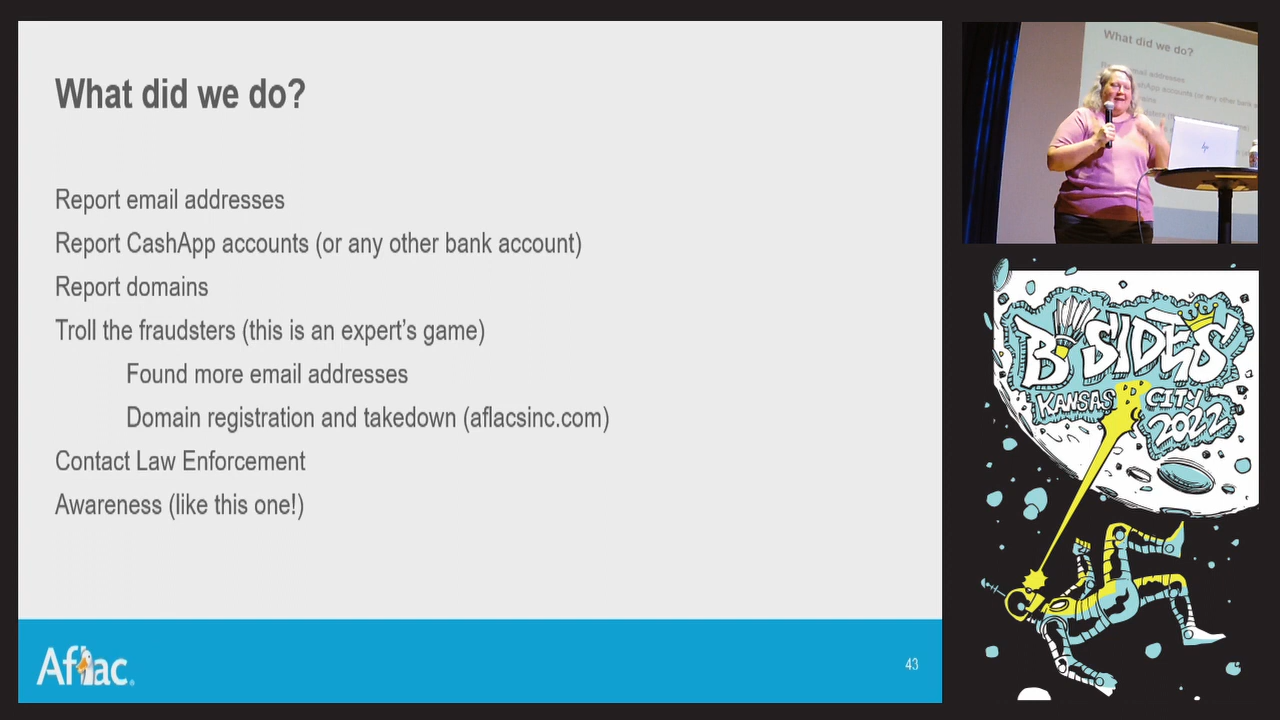 What did we do?
Report email addresses
Report CashApp accounts (or any other bank account)
Report domains
Troll the fraudsters (this is an expert's game)
Found more email addresses
Domain registration and takedown (aflacsinc.com)
Contact Law Enforcement
Awareness (like this one!)
Aflac.
43
What did we do?
hp
B SIDES
KANSAS CITY
2022